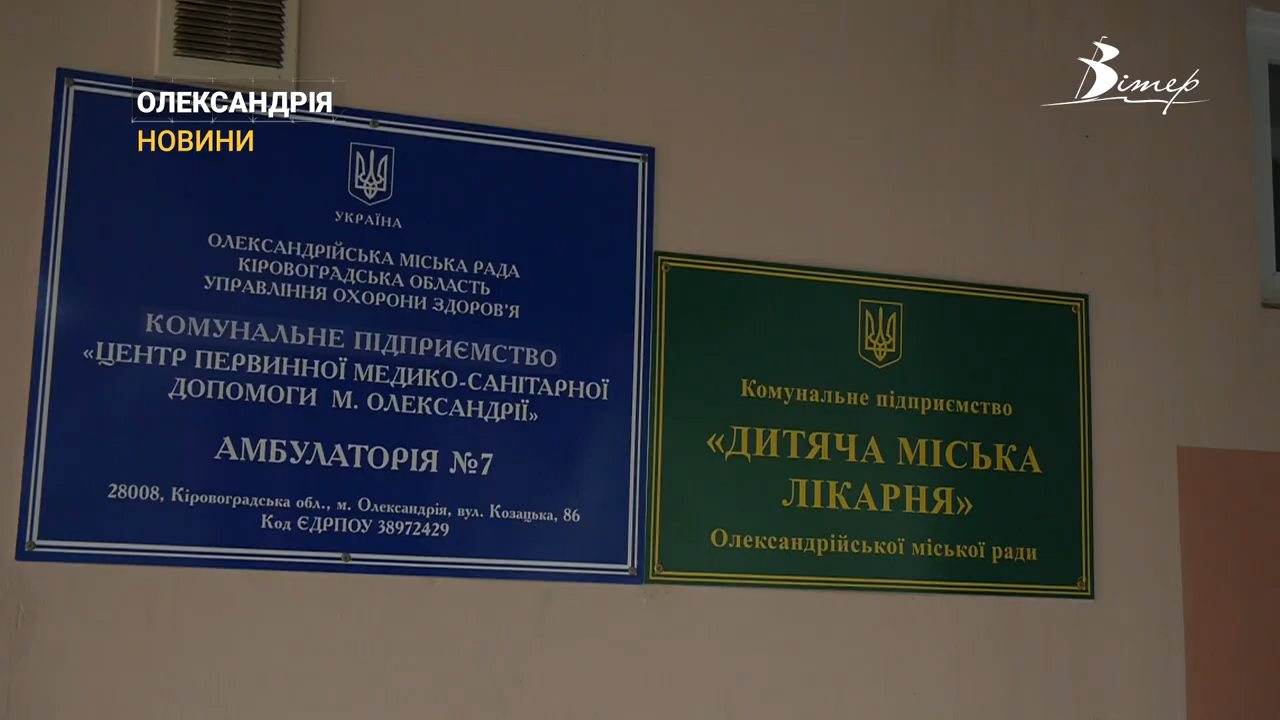 ОЛЕКСАНДРІЯ
НОВИНИ
Вітер
УКРАЇНА
ОЛЕКСАНДРІЙСЬКА МІСЬКА РАДА
КІРОВОГРАДСЬКА ОБЛАСТЬ
УПРАВЛІННЯ ОХОРОНИ ЗДОРОВ'Я
КОМУНАЛЬНЕ ПІДПРИЄМСТВО
«ЦЕНТР ПЕРВИННОЇ МЕДИКО-САНІТАРНОЇ
ДОПОМОГИ М. ОЛЕКСАНДРІЇ»
АМБУЛАТОРІЯ №7
28008, Кіровоградська обл., м. Олександрія, вул. Козацька, 86
Код ЄДРПОУ 38972429
Комунальне підприємство
«ДИТЯЧА МІСЬКА
ЛІКАРНЯ»
Олександрійської міської ради